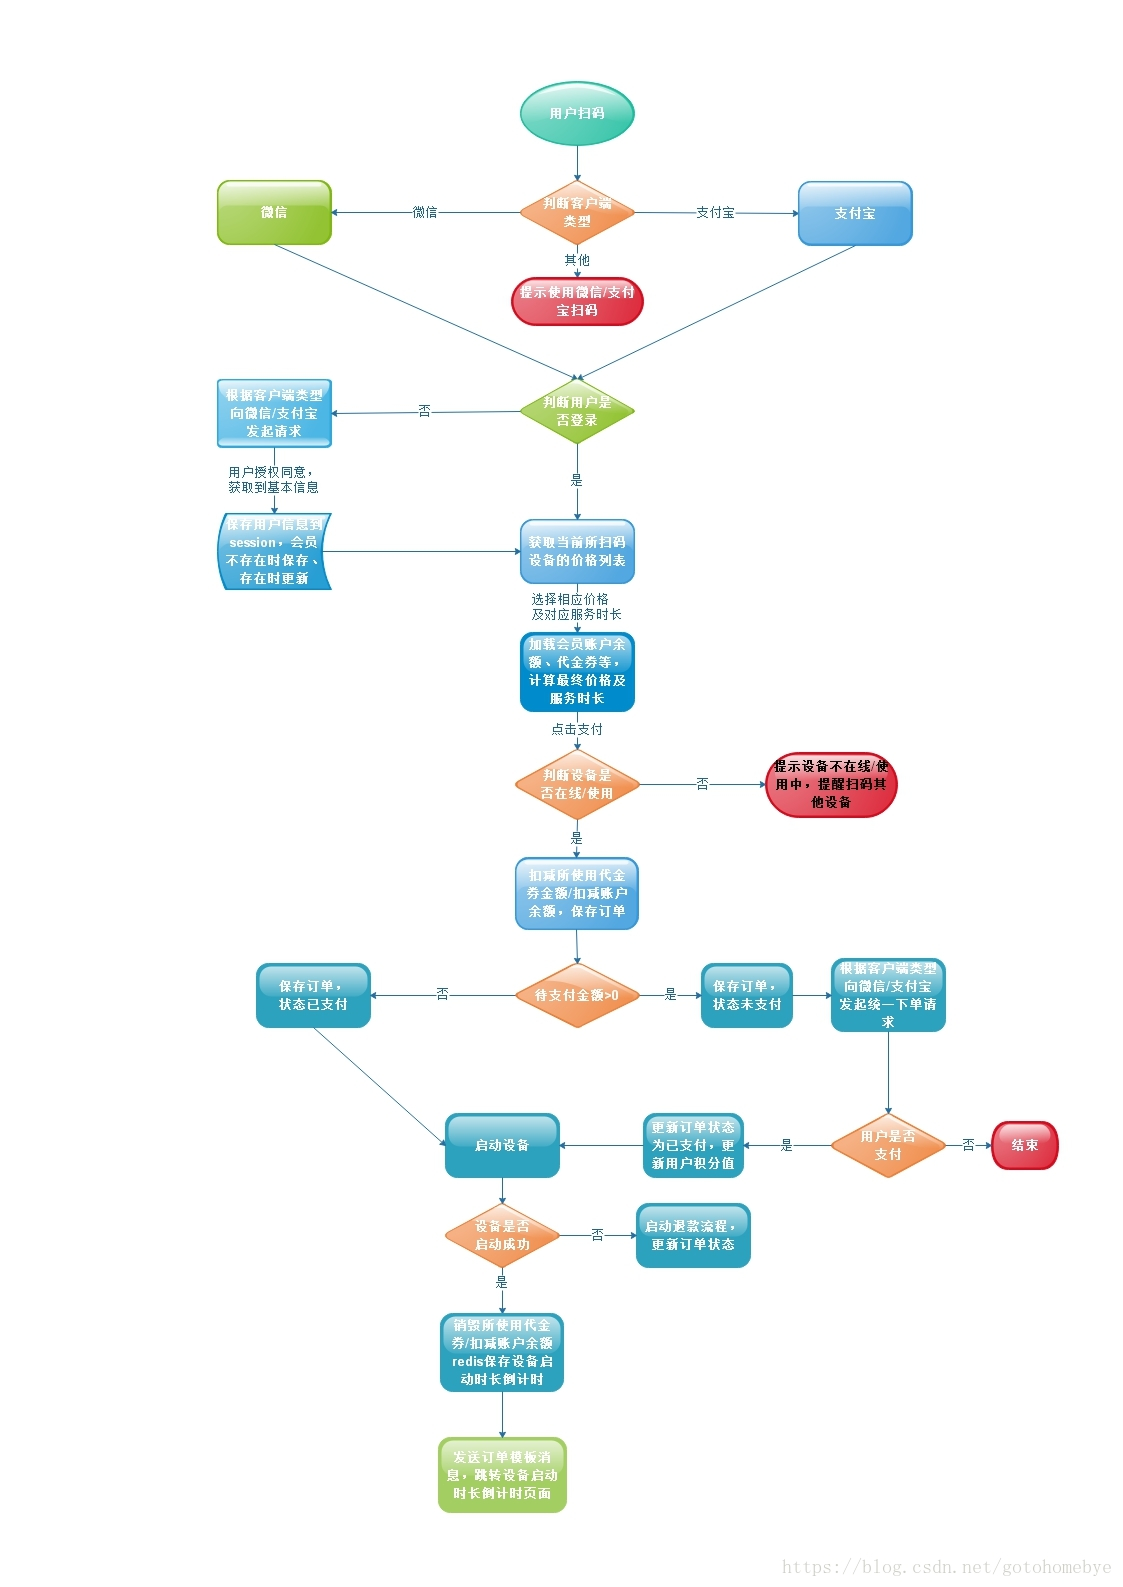 用户扫码
判断客户端
类型
微信
微信
支付宝
支付宝
其他
提示使用微信/支付
宝扫码
判断用户是
否登录
否
根据客户端类型
向微信/支付宝
发起请求
用户授权同意，
获取到基本信息
是
保存用户信息到
session，会员
不存在时保存、
存在时更新
获取当前所扫码
设备的价格列表
选择相应价格
及对应服务时长
加载会员账户余
额、代金券等，
计算最终价格及
服务时长
点击支付
判断设备是
否在线/使用
否
提示设备不在线/使
用中，提醒扫码其
他设备
是
扣减所使用代金
券金额/扣减账户
余额，保存订单
待支付金额>0
否
保存订单，
状态已支付
是
保存订单，
状态未支付
根据客户端类型
向微信/支付宝
发起统一下单请
求
用户是否
支付
否
结束
是
更新订单状态
为已支付，更
新用户积分值
启动设备
设备是否
启动成功
否
启动退款流程，
更新订单状态
是
销毁所使用代金
券/扣减账户余额
redis保存设备启
动时长倒计时
发送订单模板消
息，跳转设备启动
时长倒计时页面
https://blog.csdn.net/gotohomebye